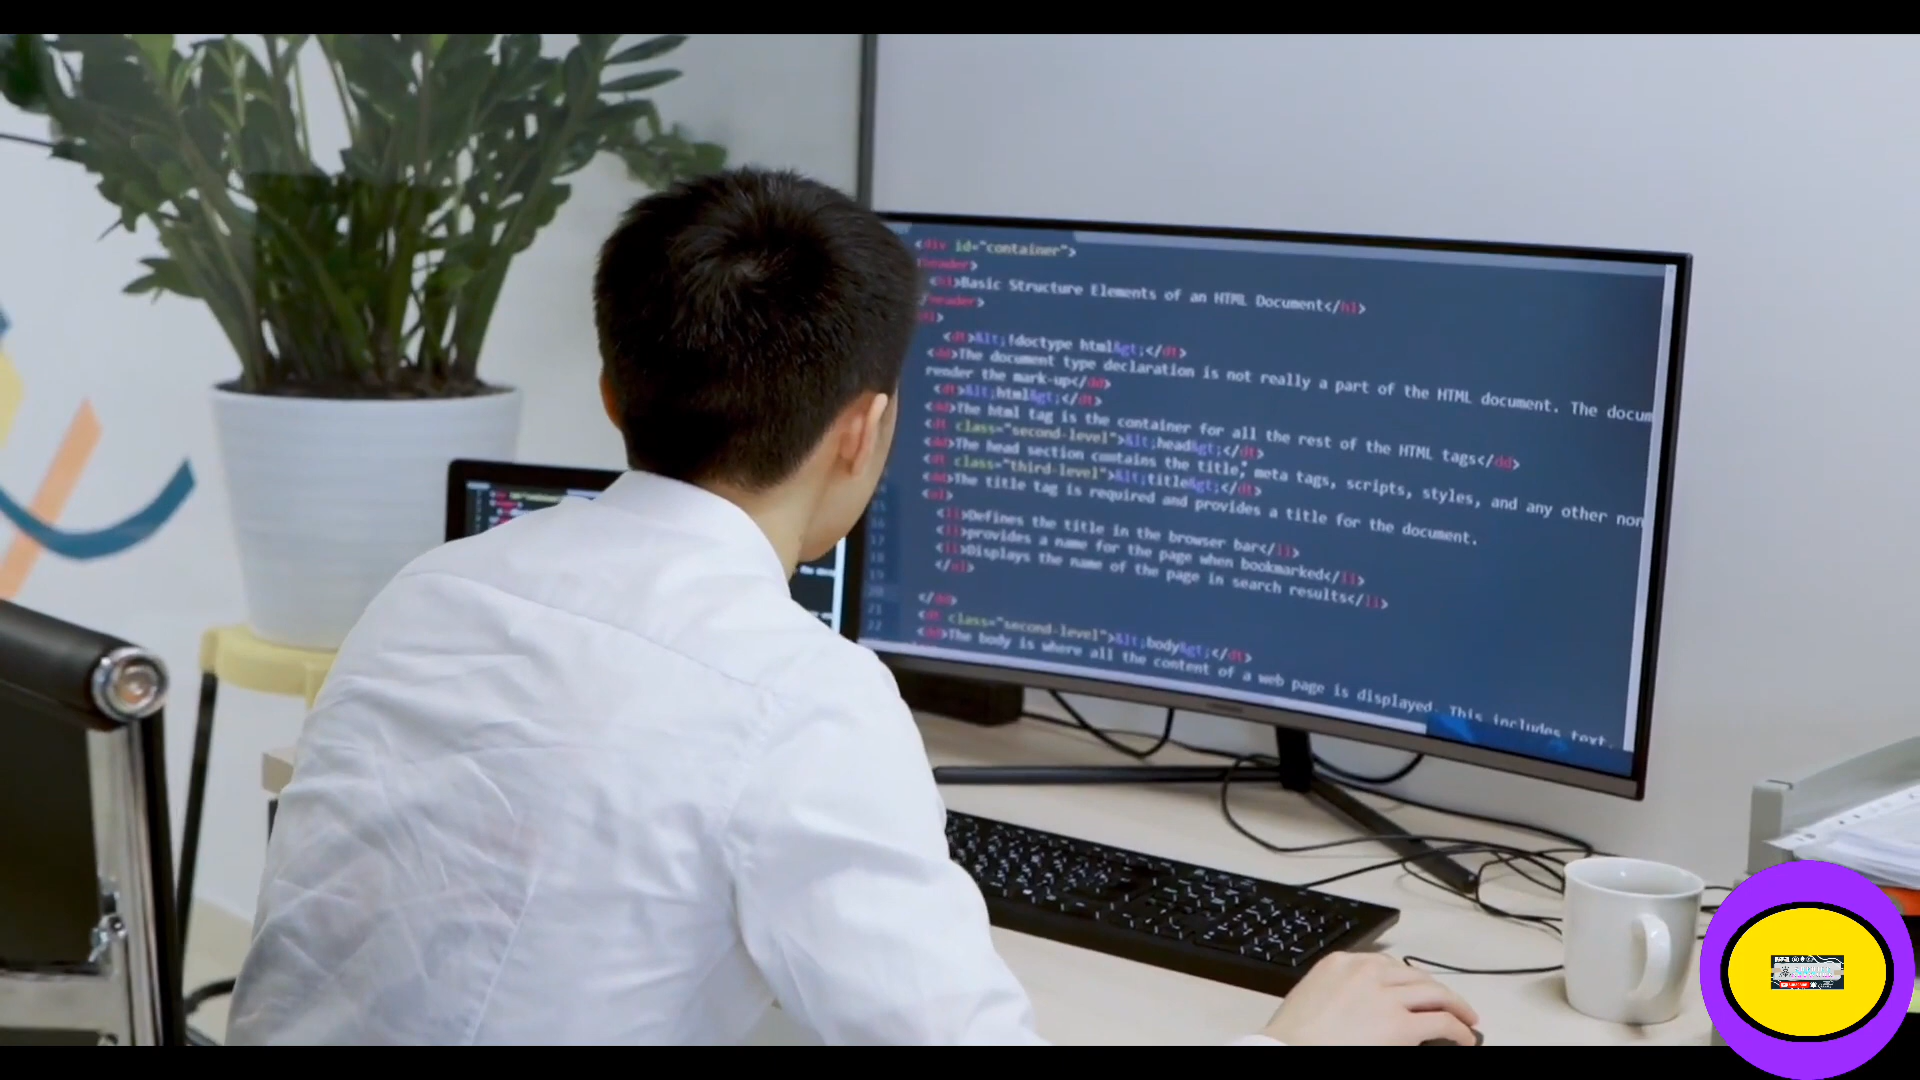 <div id="container">
<h1>Basic Structure Elements of an HTML Document</h1>
<dt>&lt;!doctype html&gt;</dt>
<dd>The document type declaration is not really a part of the HTML document. The docum
render the mark-up</dd>
<dt>&lt;html&gt;</dt>
<dd>The html tag is the container for all the rest of the HTML tags</dd>
<dt class="second-level">&lt;head&gt;</dt>
<dd>The head section contains the title, meta tags, scripts, styles, and any other non
<dt class="third-level">&lt;title&gt;</dt>
<dd>The title tag is required and provides a title for the document.
<ul>
<li>Defines the title in the browser bar</li>
<li>provides a name for the page when bookmarked</li>
<li>Displays the name of the page in search results</li>
</ul>
</dd>
<dt class="second-level">&lt;body&gt;</dt>
<dd>The body is where all the content of a web page is displayed. This includes text,